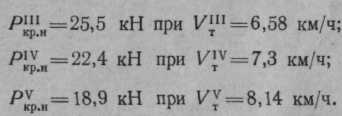 P^III_кр.н=25,5 кН при V^III_т=6,58 км/ч;
P^IV_кр.н=22,4 кН при V^IV_т=7,3 км/ч;
P^V_кр.н=18,9 кН при V^V_т=8,14 км/ч.